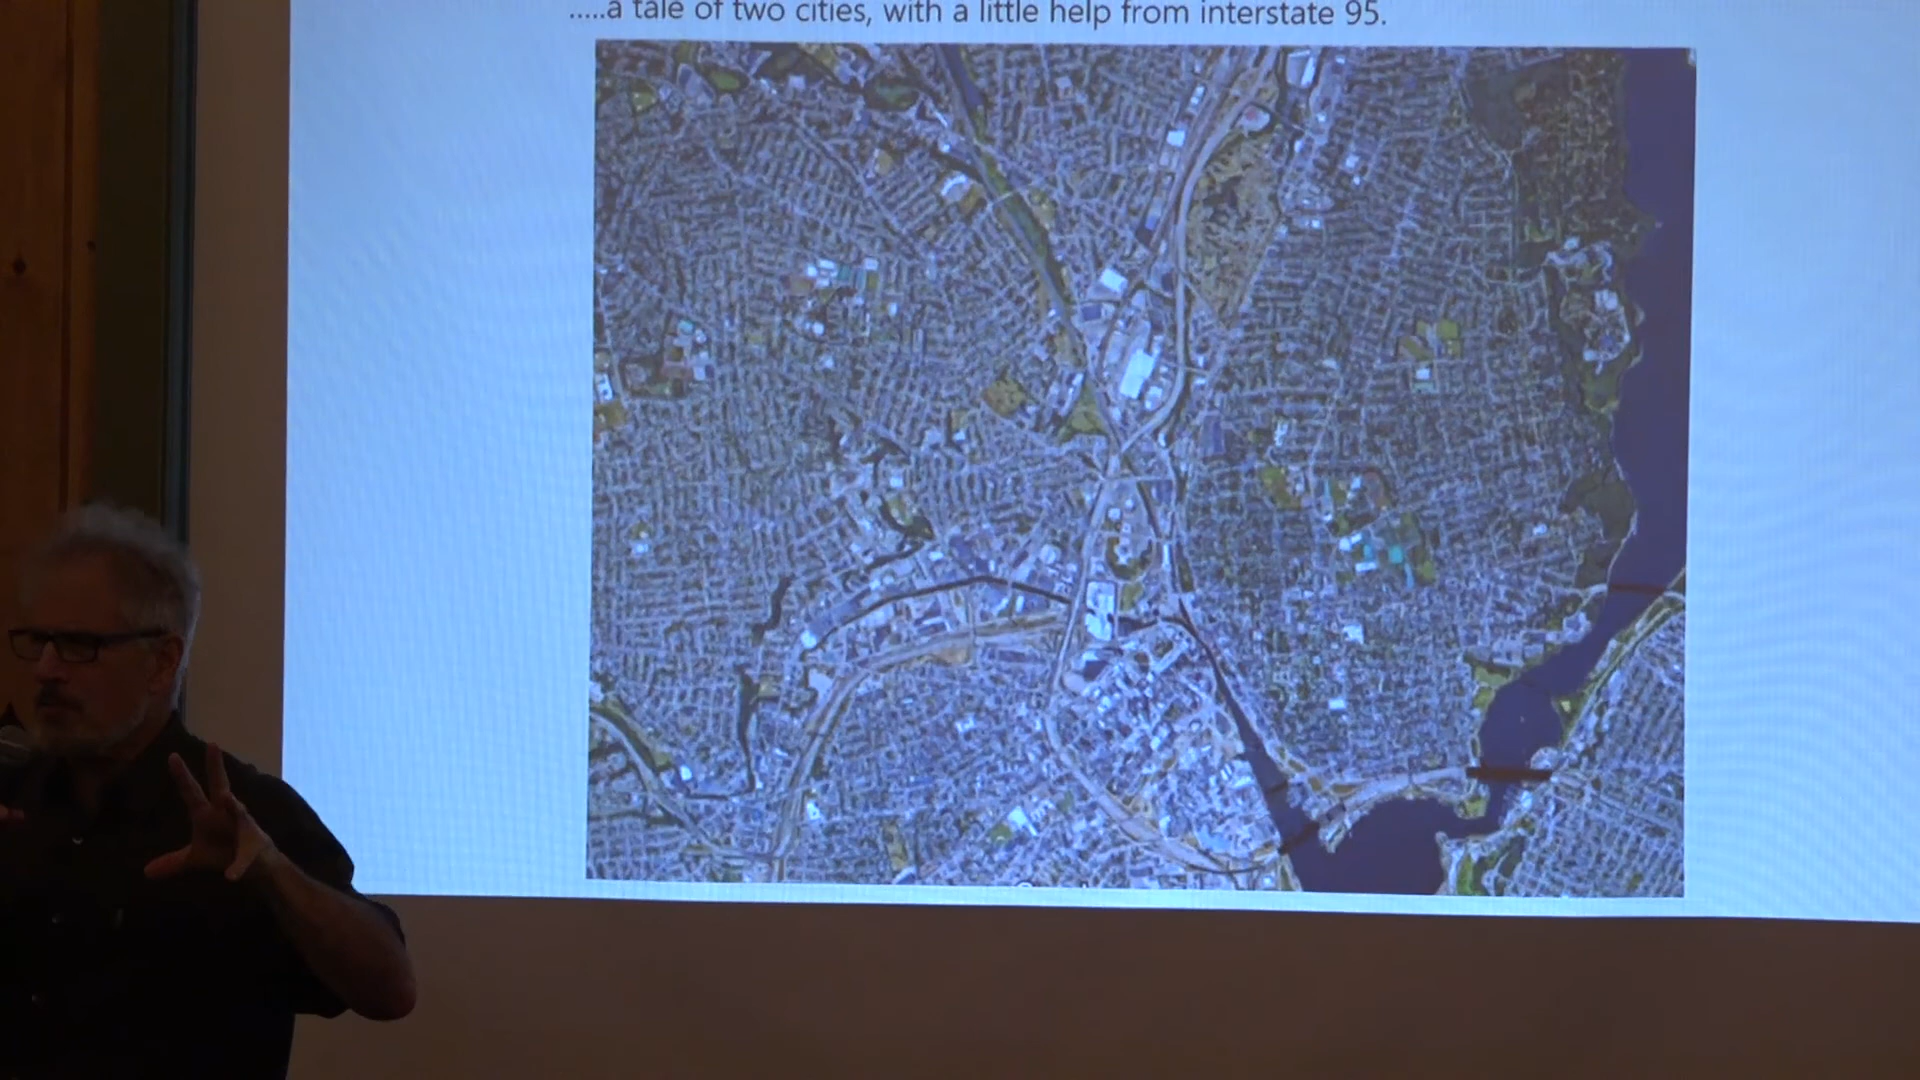 .....a tale of two cities, with a little help from interstate 95.